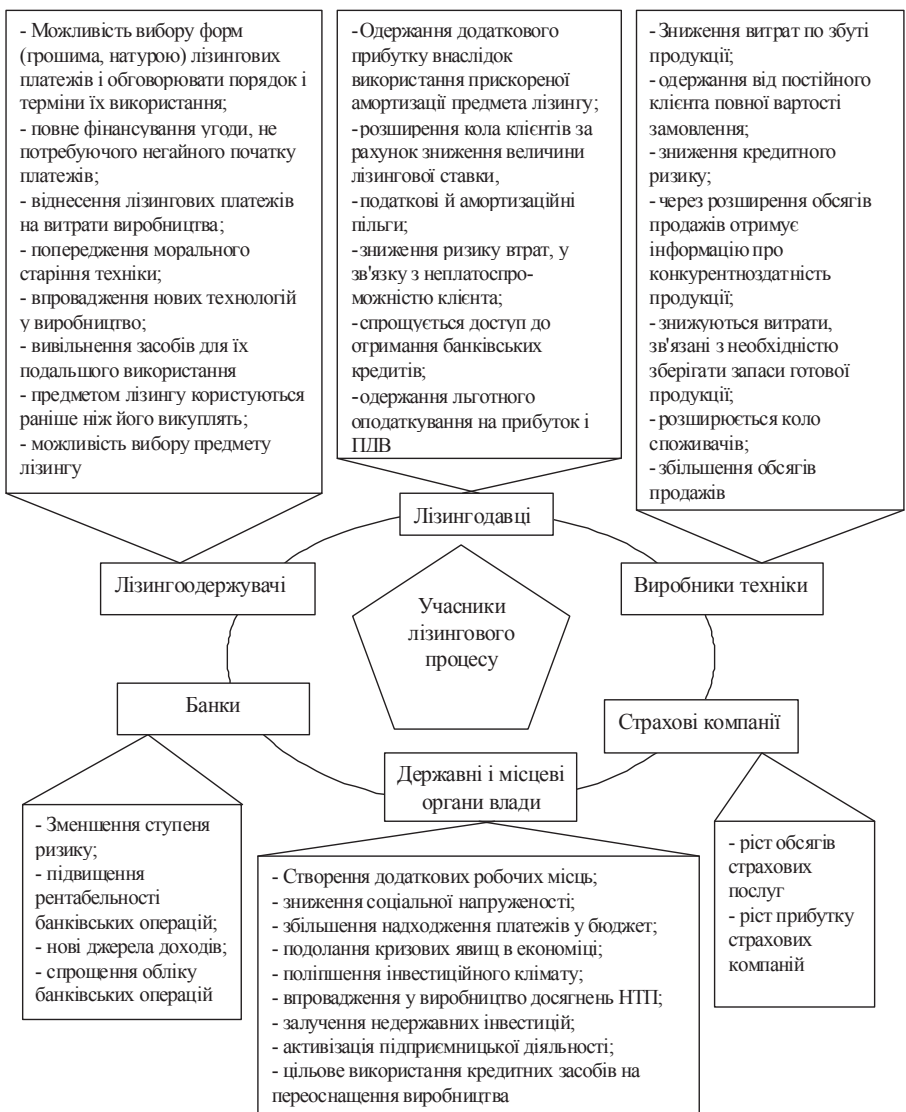 - Можливість вибору форм
(грошима, натурою) лізингових
платежів і обговорювати порядок і
терміни їх використання;
- повне фінансування угоди, не
потребуючого негайного початку
платежів;
- віднесення лізингових платежів
на витрати виробництва;
- попередження морального
старіння техніки;
- впровадження нових технологій
у виробництво;
- вивільнення засобів для їх
подальшого використання
- предметом лізингу користуються
раніше ніж його викуплять;
- можливість вибору предмету
лізингу
-Одержання додаткового
прибутку внаслідок
використання прискореної
амортизації предмета лізингу;
-розширення кола клієнтів за
рахунок зниження величини
лізингової ставки,
-податкові й амортизаційні
пільги;
-зниження ризику втрат, у
зв'язку з неплатоспро-
можністю клієнта;
-спрощується доступ до
отримання банківських
кредитів;
-одержання льготного
оподаткування на прибуток і
ПДВ
-Зниження витрат по збуті
продукції;
-одержання від постійного
клієнта повної вартості
замовлення;
-зниження кредитного
ризику;
-через розширення обсягів
продажів отримує
інформацію про
конкурентноздатність
продукції;
-знижуються витрати,
зв'язані з необхідністю
зберігати запаси готової
продукції;
-розширюється коло
споживачів;
-збільшення обсягів
продажів
Лізингодавці
Лізингоодержувачі
Виробники техніки
Учасники
лізингового
процесу
Банки
Страхові компанії
Державні і місцеві
органи влади
- Зменшення ступеня
ризику;
- підвищення
рентабельності
банківських операцій;
- нові джерела доходів;
- спрощення обліку
банківських операцій
- Створення додаткових робочих місць;
- зниження соціальної напруженості;
- збільшення надходження платежів у бюджет;
- подолання кризових явищ в економіці;
- поліпшення інвестиційного клімату;
- впровадження у виробництво досягнень НТП;
- залучення недержавних інвестицій;
- активізація підприємницької діяльності;
- цільове використання кредитних засобів на
переоснащення виробництва
- ріст обсягів
страхових
послуг
- ріст прибутку
страхових
компаній